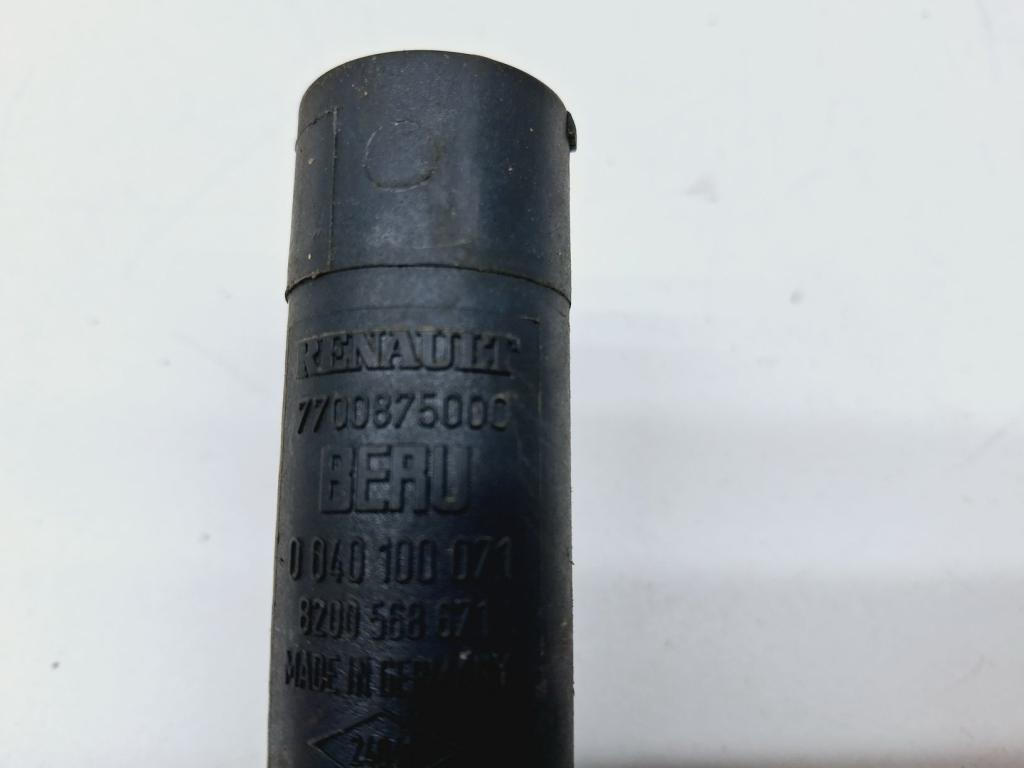 RENAULT
7700875000
BERU
0 040 100 071
8200 568 671
MADE IN GERMANY